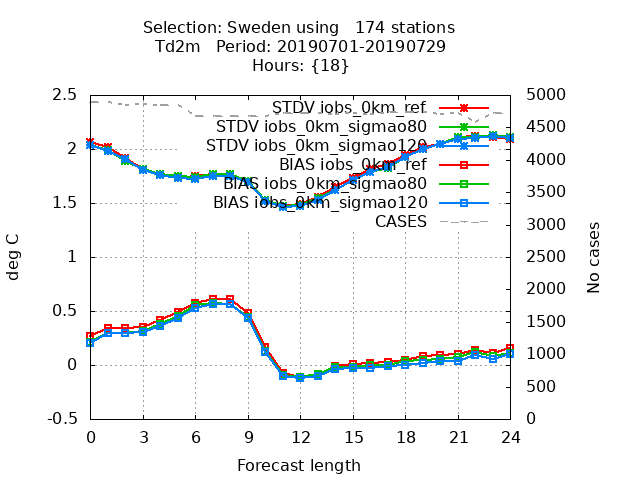 Selection: Sweden using   174 stations
Td2m   Period: 20190701-20190729
Hours: {18}
STDV iobs_0km_ref
STDV iobs_0km_sigmao80
STDV iobs_0km_sigmao120
BIAS iobs_0km_ref
BIAS iobs_0km_sigmao80
BIAS iobs_0km_sigmao120
CASES
2.5
2
1.5
1
0.5
0
-0.5
deg C
5000
4500
4000
3500
3000
2500
2000
1500
1000
500
0
No cases
0 3 6 9 12 15 18 21 24
Forecast length